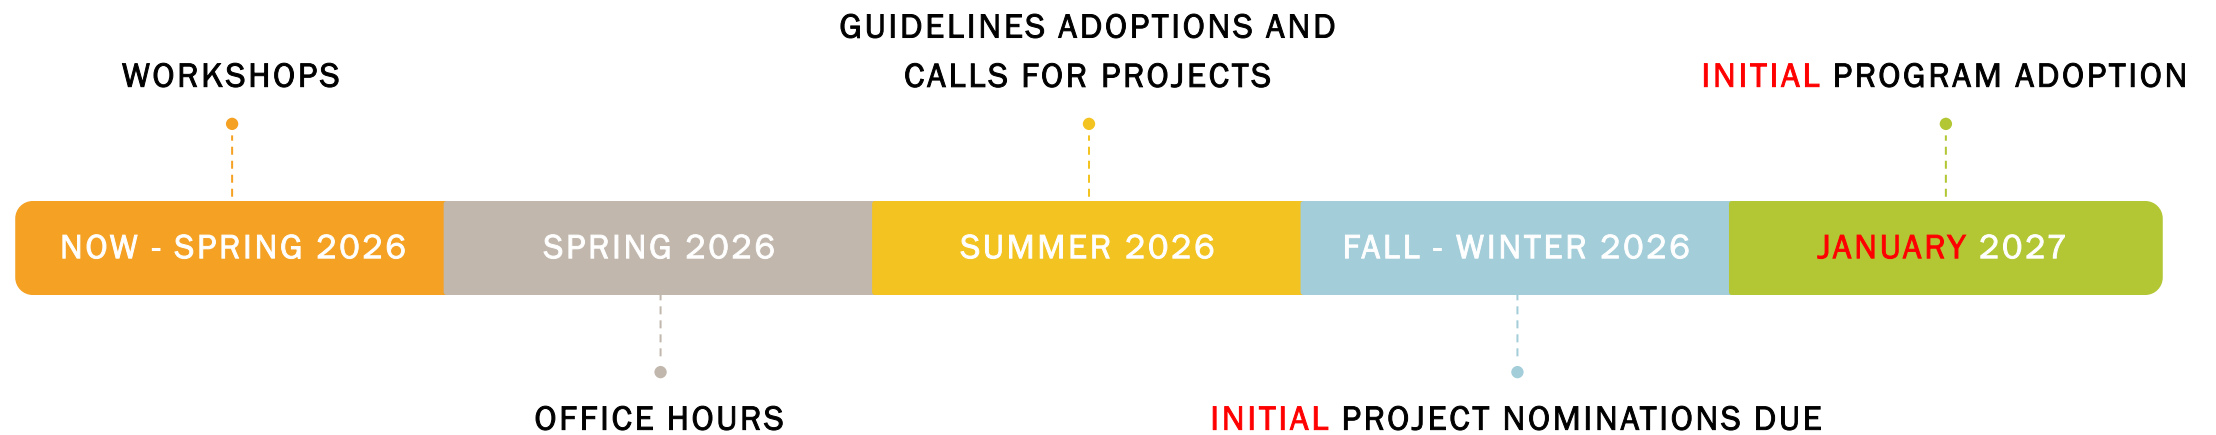 GUIDELINES ADOPTIONS AND
CALLS FOR PROJECTS
WORKSHOPS
INITIAL PROGRAM ADOPTION
NOW - SPRING 2026
SPRING 2026
SUMMER 2026
FALL - WINTER 2026
JANUARY 2027
OFFICE HOURS
INITIAL PROJECT NOMINATIONS DUE